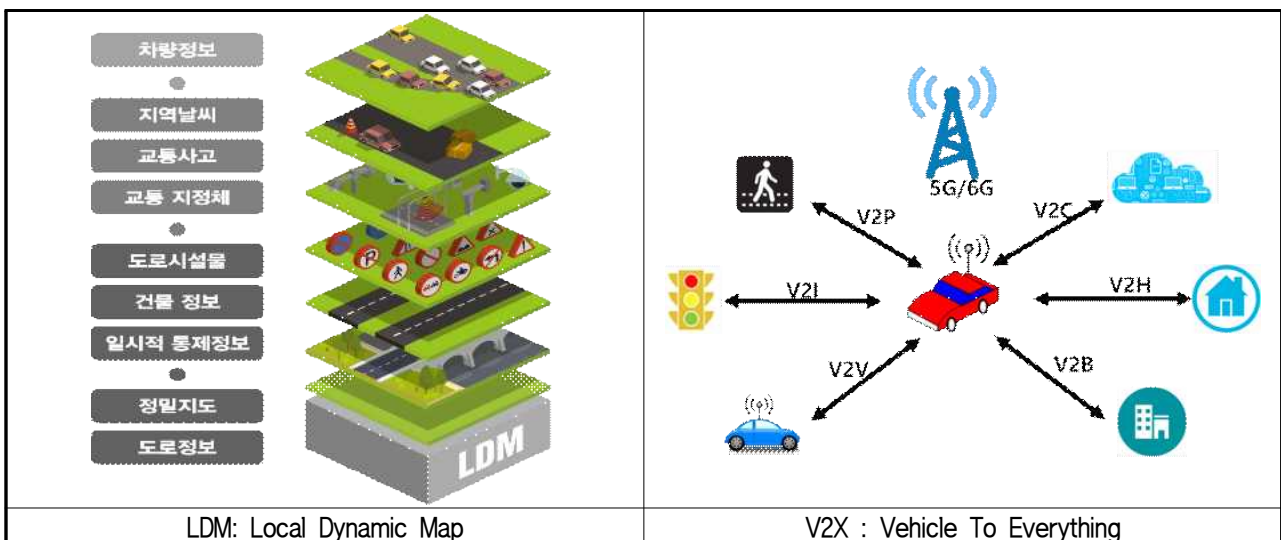 차량정보
지역날씨
교통사고
교통 지정체
도로시설물
건물 정보
일시적 통제정보
정밀지도
도로정보
LDM
LDM: Local Dynamic Map
5G/6G
V2P
V2C
V2I
V2H
V2V
V2B
V2X : Vehicle To Everything